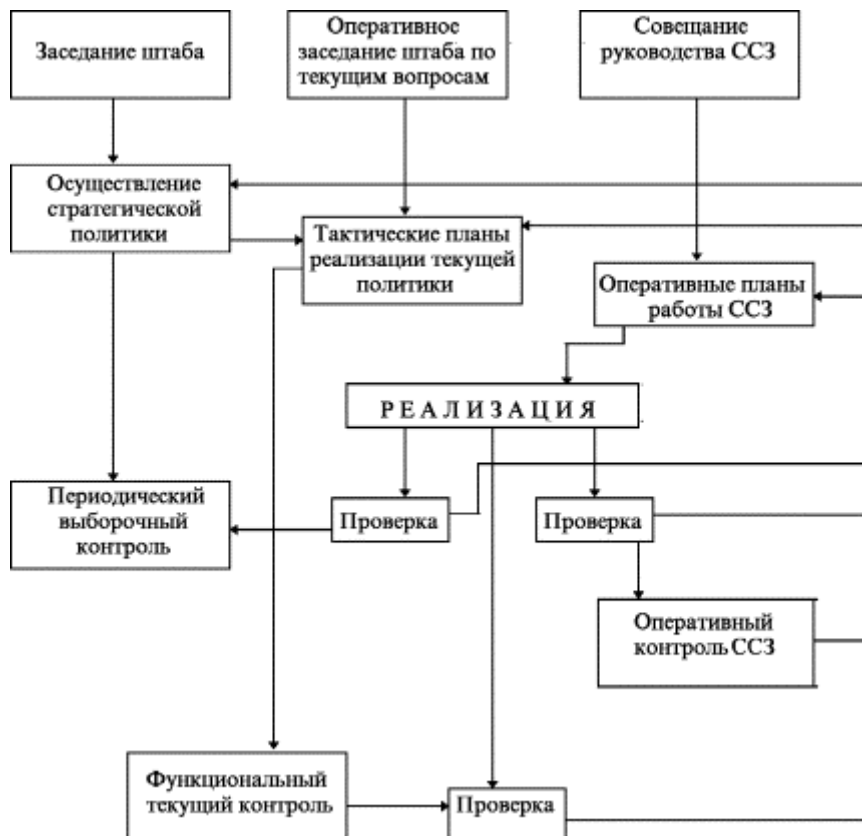 Заседание штаба
Оперативное
заседание штаба по
текущим вопросам
Совещание
руководства ССЗ
Осуществление
стратегической
политики
Тактические планы
реализации текущей
политики
Оперативные планы
работы ССЗ
Р Е А Л И З А Ц И Я
Периодический
выборочный
контроль
Проверка
Проверка
Оперативный
контроль ССЗ
Функциональный
текущий контроль
Проверка